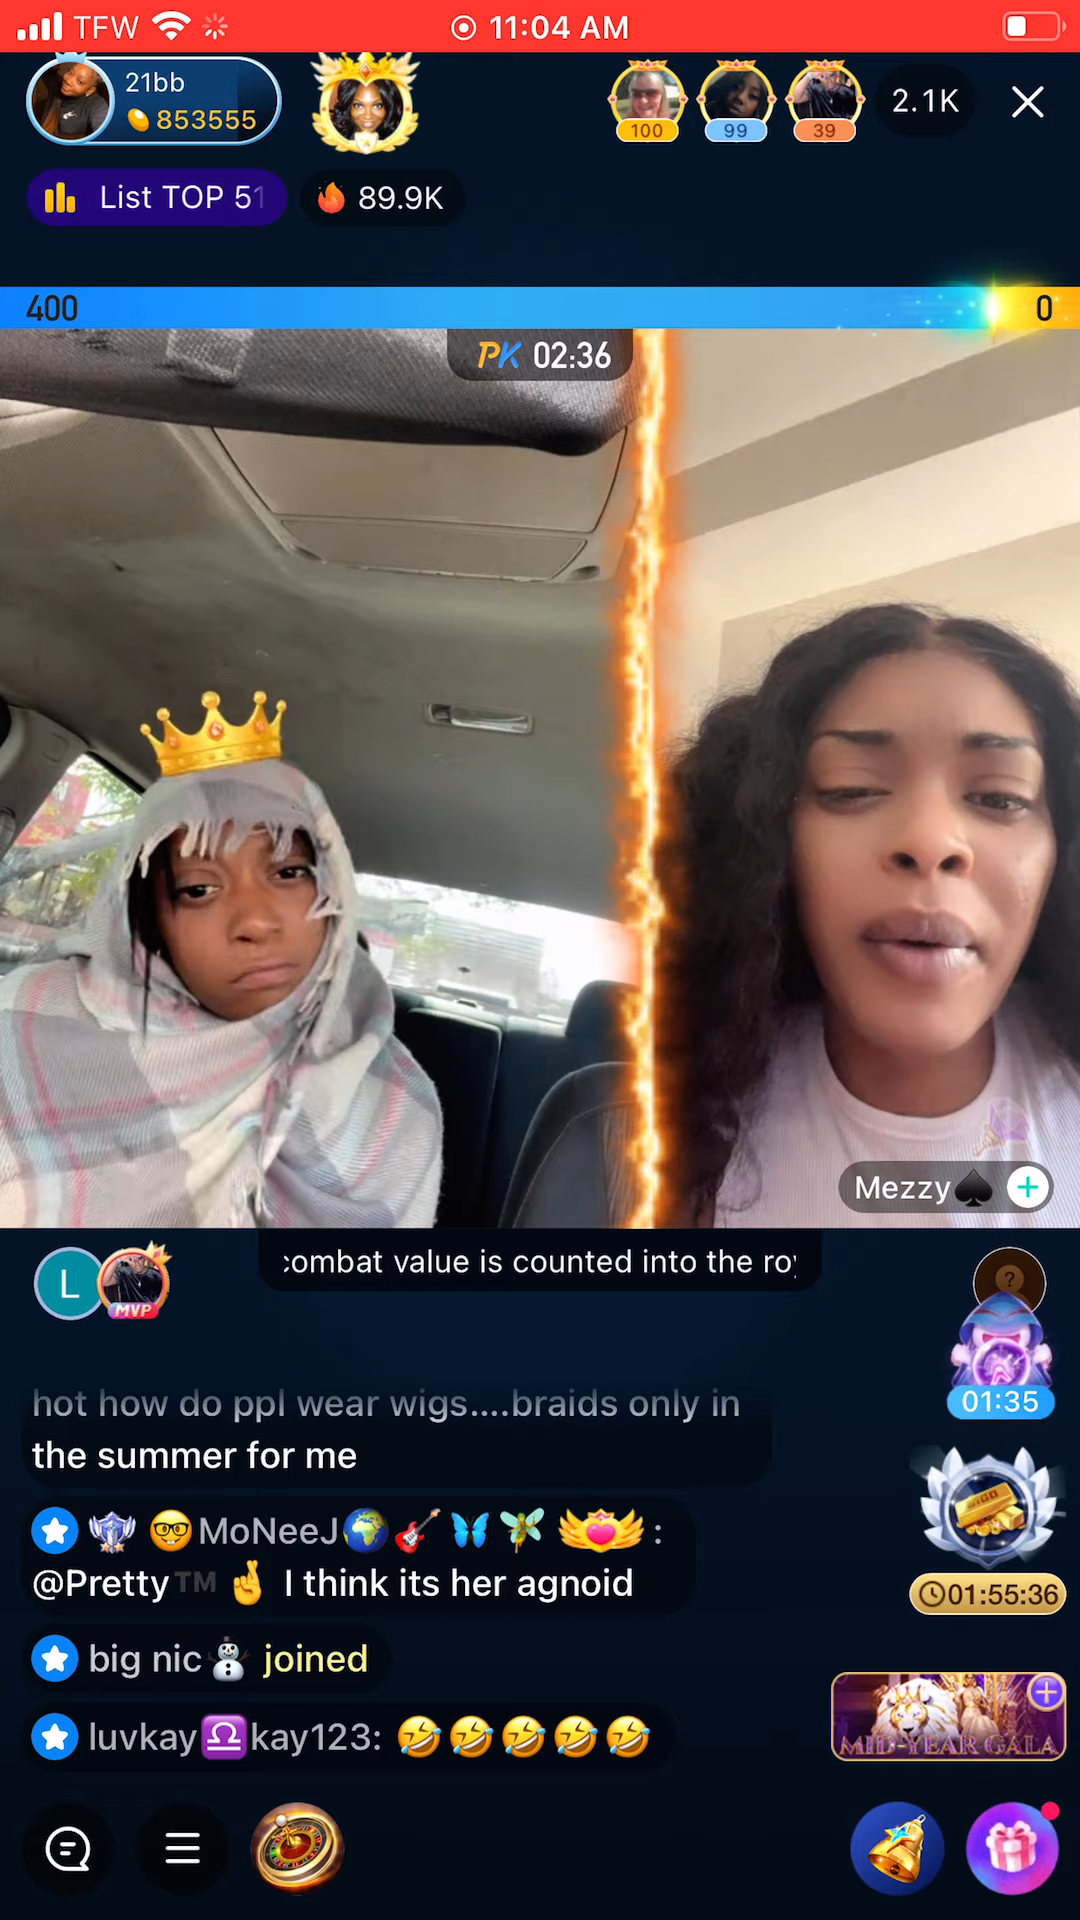 TFW
11:04 AM
21bb
853555
100
99
39
2.1K
List TOP 51
89.9K
400
0
PK 02:36
Mezzy
combat value is counted into the roy
L
MVP
?
01:35
hot how do ppl wear wigs....braids only in
the summer for me
MoNeeJ :
@Pretty™ I think its her agnoid
BIGO
01:55:36
big nic joined
luvkay♎kay123: 🤣🤣🤣🤣🤣
MID-YEAR GALA